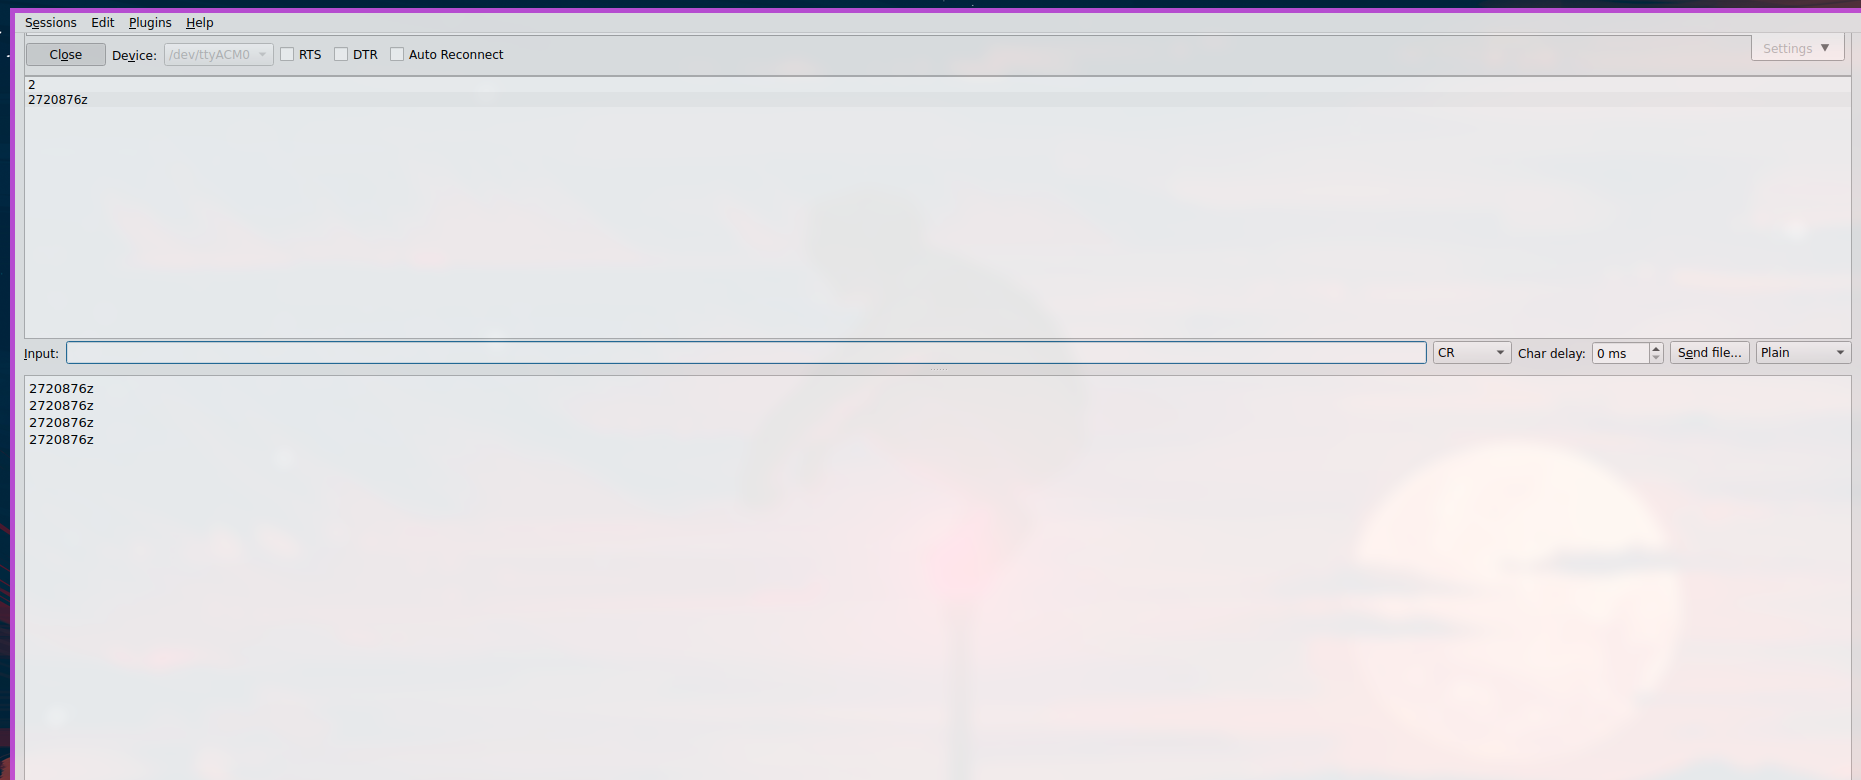 Sessions Edit Plugins Help
Close Device: /dev/ttyACM0 RTS DTR Auto Reconnect Settings
2
2720876z
Input: CR Char delay: 0 ms Send file... Plain
2720876z
2720876z
2720876z
2720876z